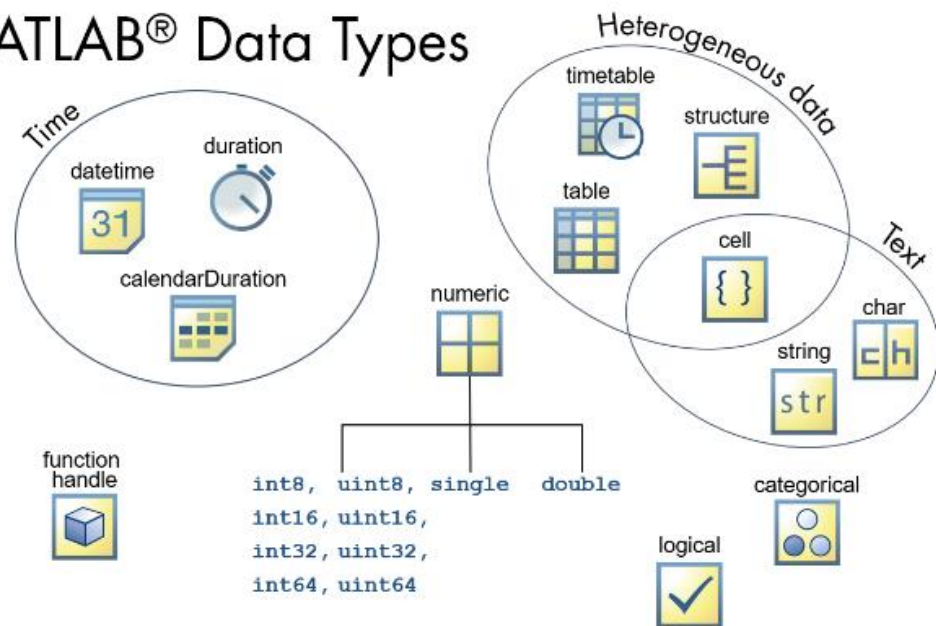 ATLAB® Data Types
Heterogeneous data
Time
timetable
structure
duration
datetime
31
table
cell
{ }
Text
calendarDuration
numeric
char
ch
string
str
function
handle
int8, uint8, single double
int16, uint16,
int32, uint32,
int64, uint64
categorical
logical